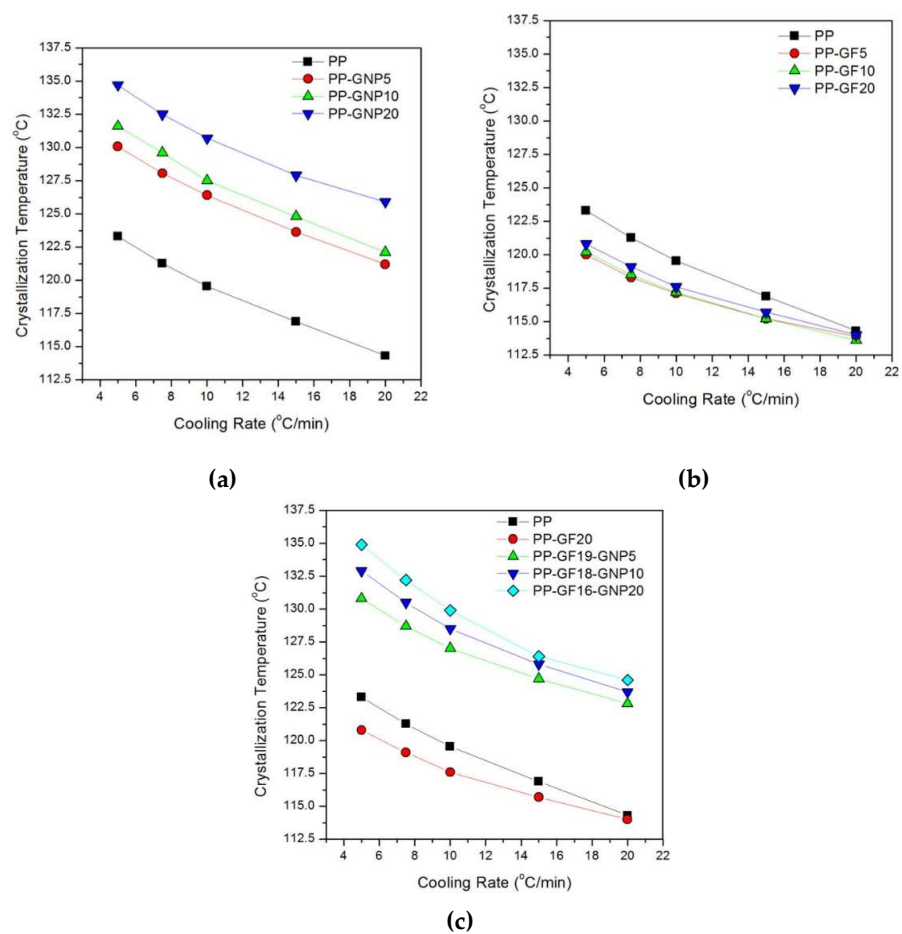 137.5
135.0
132.5
130.0
127.5
125.0
122.5
120.0
117.5
115.0
112.5
Crystallization Temperature (°C)
PP
PP-GNP5
PP-GNP10
PP-GNP20
4 6 8 10 12 14 16 18 20 22
Cooling Rate (°C/min)
(a)
137.5
135.0
132.5
130.0
127.5
125.0
122.5
120.0
117.5
115.0
112.5
Crystallization Temperature (°C)
PP
PP-GF5
PP-GF10
PP-GF20
4 6 8 10 12 14 16 18 20 22
Cooling Rate (°C/min)
(b)
137.5
135.0
132.5
130.0
127.5
125.0
122.5
120.0
117.5
115.0
112.5
Crystallization Temperature (°C)
PP
PP-GF20
PP-GF19-GNP5
PP-GF18-GNP10
PP-GF16-GNP20
4 6 8 10 12 14 16 18 20 22
Cooling Rate (°C/min)
(c)